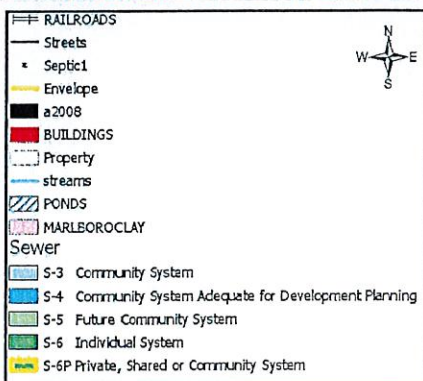 RAILROADS
Streets
Septic1
Envelope
a2008
BUILDINGS
Property
streams
PONDS
MARLBOROCLAY
Sewer
S-3 Community System
S-4 Community System Adequate for Development Planning
S-5 Future Community System
S-6 Individual System
S-6P Private, Shared or Community System
N
W E
S